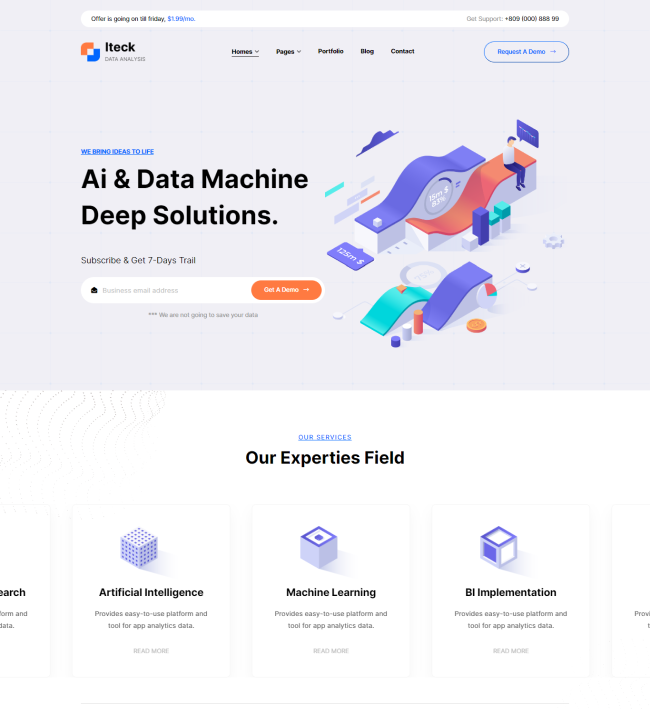 Offer is going on till friday, $1.99/mo.
Get Support: +809 (000) 888 99
Iteck
DATA ANALYSIS
Homes
Pages
Portfolio
Blog
Contact
Request A Demo →
WE BRING IDEAS TO LIFE
Ai & Data Machine
Deep Solutions.
Subscribe & Get 7-Days Trail
Business email address
Get A Demo →
*** We are not going to save your data
15m $
83%
125m $
OUR SERVICES
Our Experties Field
earch
form and
data.
Artificial Intelligence
Provides easy-to-use platform and
tool for app analytics data.
READ MORE
Machine Learning
Provides easy-to-use platform and
tool for app analytics data.
READ MORE
BI Implementation
Provides easy-to-use platform and
tool for app analytics data.
READ MORE
Prov